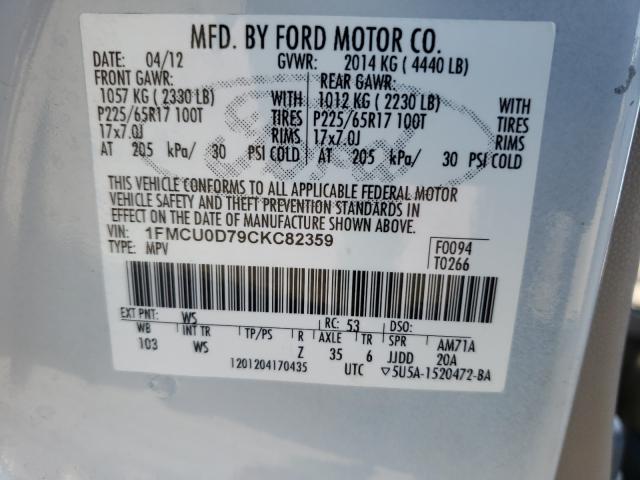 MFD. BY FORD MOTOR CO.
DATE: 04/12 GVWR: 2014 KG ( 4440 LB)
FRONT GAWR: REAR GAWR:
1057 KG ( 2330 LB) WITH 1012 KG ( 2230 LB) WITH
P225/65R17 100T TIRES P225/65R17 100T TIRES
17x7.0J RIMS 17x7.0J RIMS
AT 205 kPa/ 30 PSI COLD AT 205 kPa/ 30 PSI COLD
THIS VEHICLE CONFORMS TO ALL APPLICABLE FEDERAL MOTOR
VEHICLE SAFETY AND THEFT PREVENTION STANDARDS IN
EFFECT ON THE DATE OF MANUFACTURE SHOWN ABOVE.
VIN: 1FMCU0D79CKC82359 F0094
TYPE: MPV T0266
EXT PNT: WS RC: 53 DSO:
WB INT TR TP/PS R AXLE TR SPR AM71A
103 WS Z 35 6 JJDD 20A
1201204170435 UTC ▽5U5A-1520472-BA